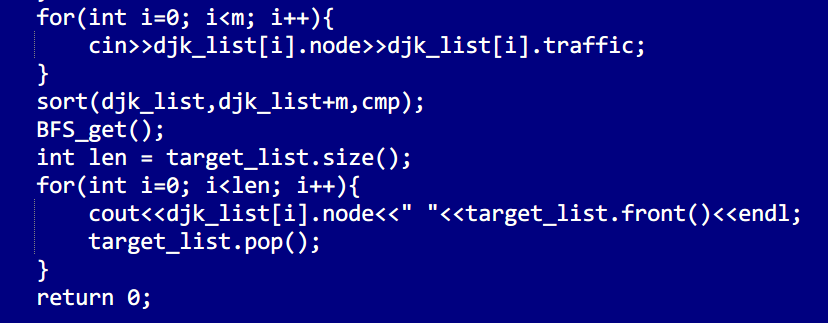 for(int i=0; i<m; i++){
    cin>>djk_list[i].node>>djk_list[i].traffic;
}
sort(djk_list,djk_list+m,cmp);
BFS_get();
int len = target_list.size();
for(int i=0; i<len; i++){
    cout<<djk_list[i].node<<" "<<target_list.front()<<endl;
    target_list.pop();
}
return 0;